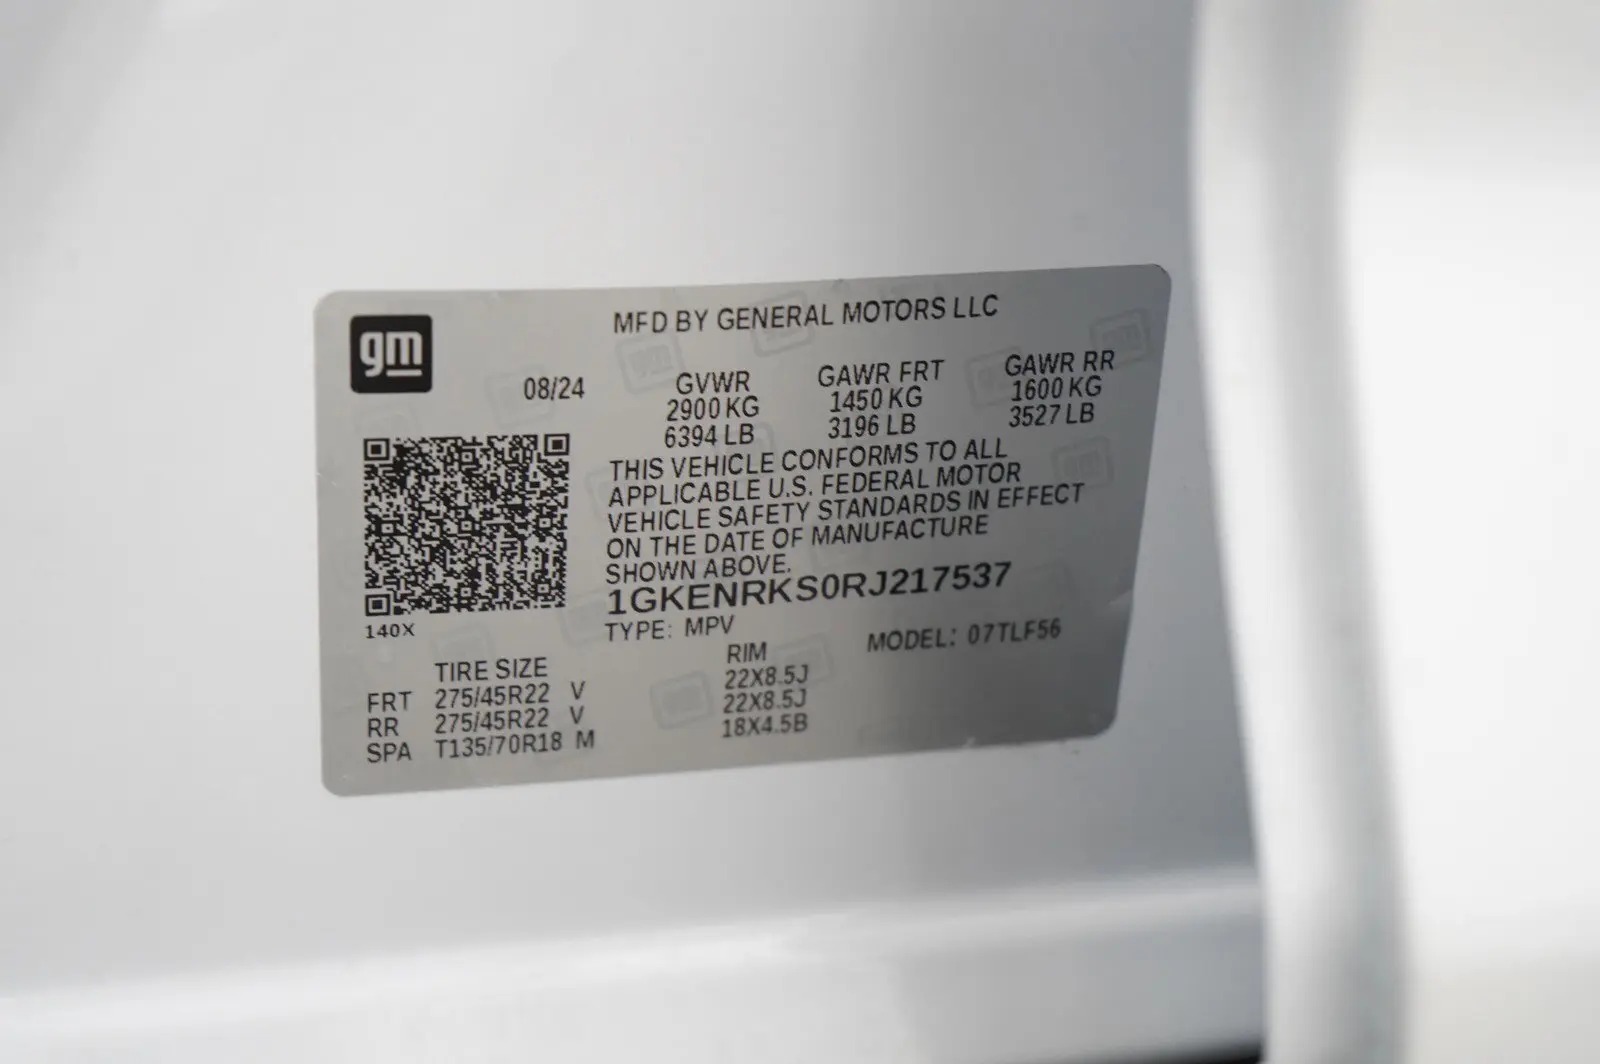 gm
MFD BY GENERAL MOTORS LLC
08/24 GVWR GAWR FRT GAWR RR
2900 KG 1450 KG 1600 KG
6394 LB 3196 LB 3527 LB
THIS VEHICLE CONFORMS TO ALL
APPLICABLE U.S. FEDERAL MOTOR
VEHICLE SAFETY STANDARDS IN EFFECT
ON THE DATE OF MANUFACTURE
SHOWN ABOVE.
1GKENRKS0RJ217537
140X
TYPE: MPV MODEL: 07TLF56
TIRE SIZE RIM
FRT 275/45R22 V 22X8.5J
RR 275/45R22 V 22X8.5J
SPA T135/70R18 M 18X4.5B